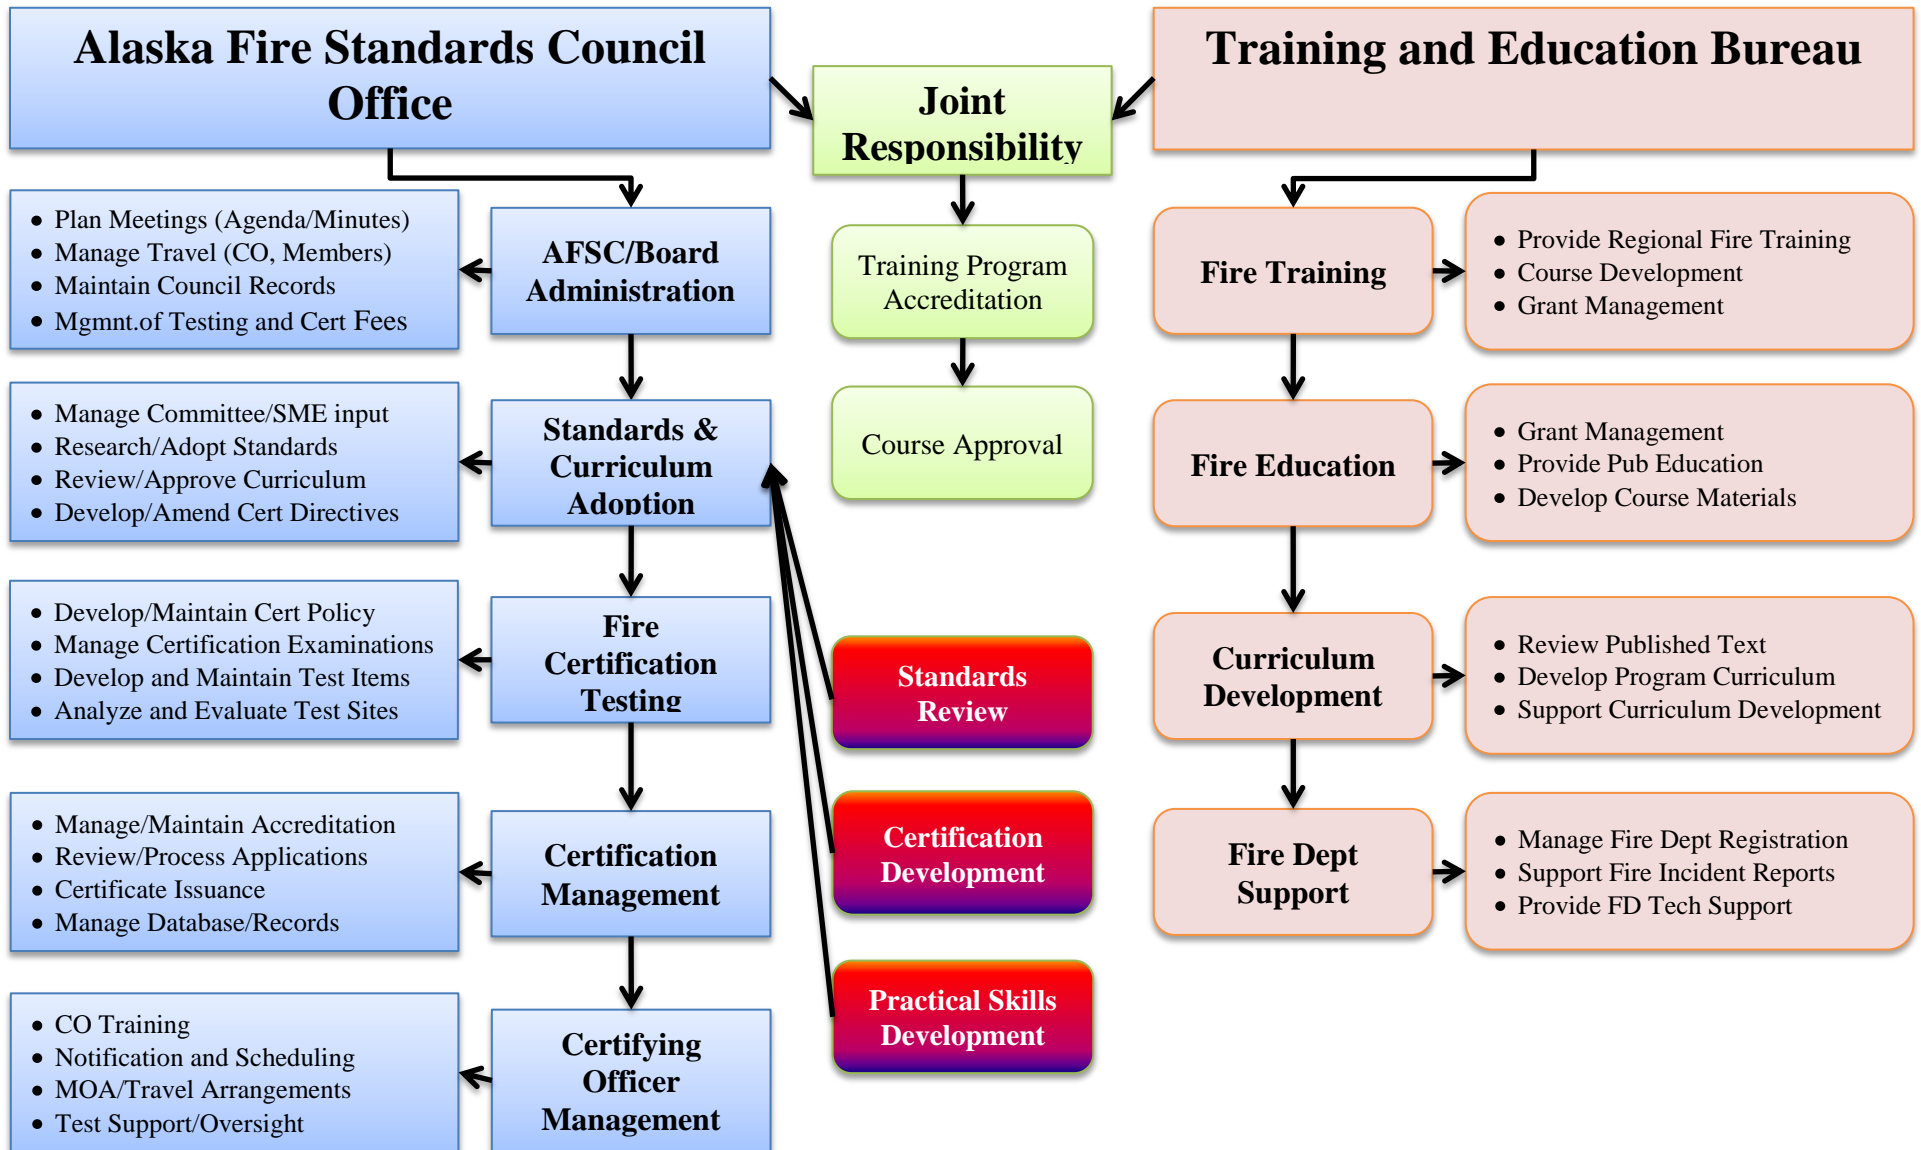 Alaska Fire Standards Council
Office
Joint
Responsibility
Training and Education Bureau
• Plan Meetings (Agenda/Minutes)
• Manage Travel (CO, Members)
• Maintain Council Records
• Mgmnt.of Testing and Cert Fees
AFSC/Board
Administration
• Manage Committee/SME input
• Research/Adopt Standards
• Review/Approve Curriculum
• Develop/Amend Cert Directives
Standards &
Curriculum
Adoption
• Develop/Maintain Cert Policy
• Manage Certification Examinations
• Develop and Maintain Test Items
• Analyze and Evaluate Test Sites
Fire
Certification
Testing
• Manage/Maintain Accreditation
• Review/Process Applications
• Certificate Issuance
• Manage Database/Records
Certification
Management
• CO Training
• Notification and Scheduling
• MOA/Travel Arrangements
• Test Support/Oversight
Certifying
Officer
Management
Training Program
Accreditation
Course Approval
Standards
Review
Certification
Development
Practical Skills
Development
Fire Training
• Provide Regional Fire Training
• Course Development
• Grant Management
Fire Education
• Grant Management
• Provide Pub Education
• Develop Course Materials
Curriculum
Development
• Review Published Text
• Develop Program Curriculum
• Support Curriculum Development
Fire Dept
Support
• Manage Fire Dept Registration
• Support Fire Incident Reports
• Provide FD Tech Support